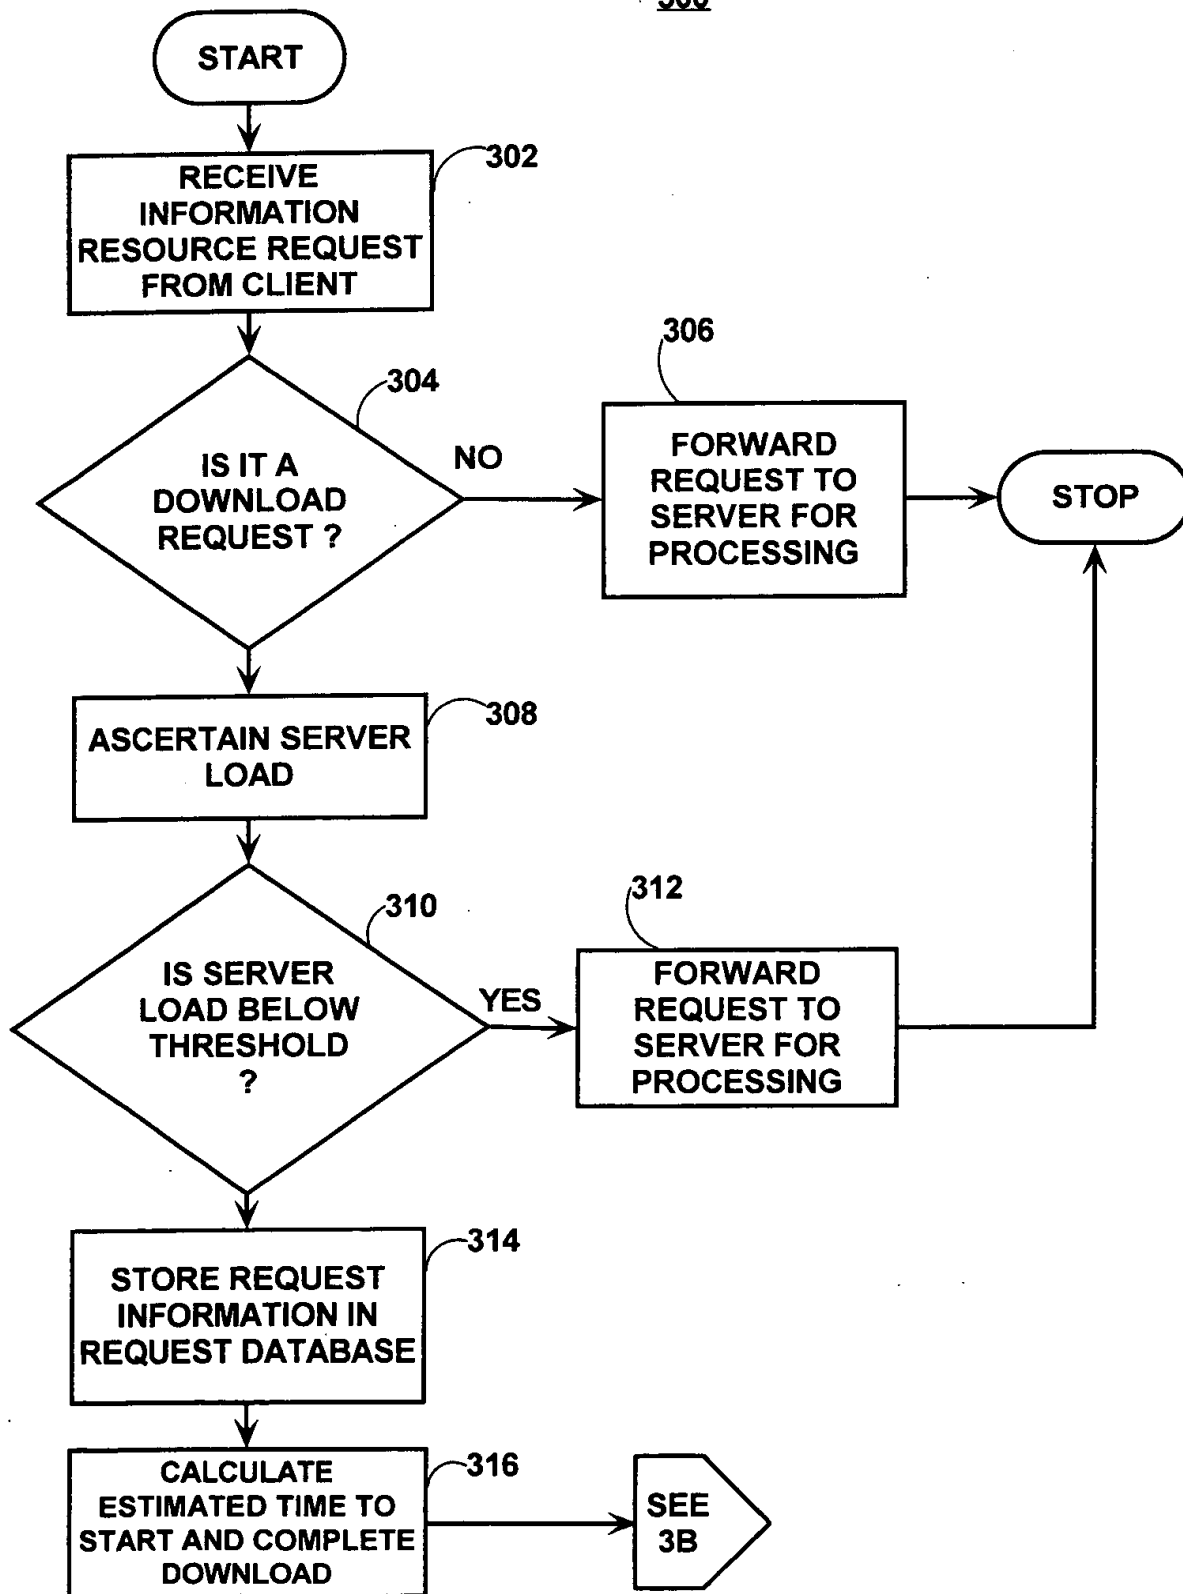 START
302
RECEIVE
INFORMATION
RESOURCE REQUEST
FROM CLIENT
304
IS IT A
DOWNLOAD
REQUEST ?
NO
306
FORWARD
REQUEST TO
SERVER FOR
PROCESSING
STOP
308
ASCERTAIN SERVER
LOAD
310
IS SERVER
LOAD BELOW
THRESHOLD
?
YES
312
FORWARD
REQUEST TO
SERVER FOR
PROCESSING
314
STORE REQUEST
INFORMATION IN
REQUEST DATABASE
316
CALCULATE
ESTIMATED TIME TO
START AND COMPLETE
DOWNLOAD
SEE
3B